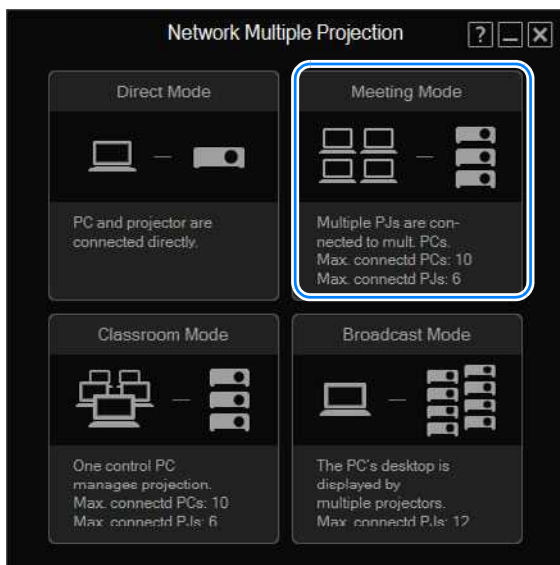 Network Multiple Projection
?
Direct Mode
PC and projector are
connected directly.
Meeting Mode
Multiple PJs are con-
nected to mult. PCs.
Max. connectd PCs: 10
Max. connectd PJs: 6
Classroom Mode
One control PC
manages projection.
Max. connectd PCs: 10
Max. connectd PJs: 6
Broadcast Mode
The PC's desktop is
displayed by
multiple projectors.
Max. connectd PJs: 12